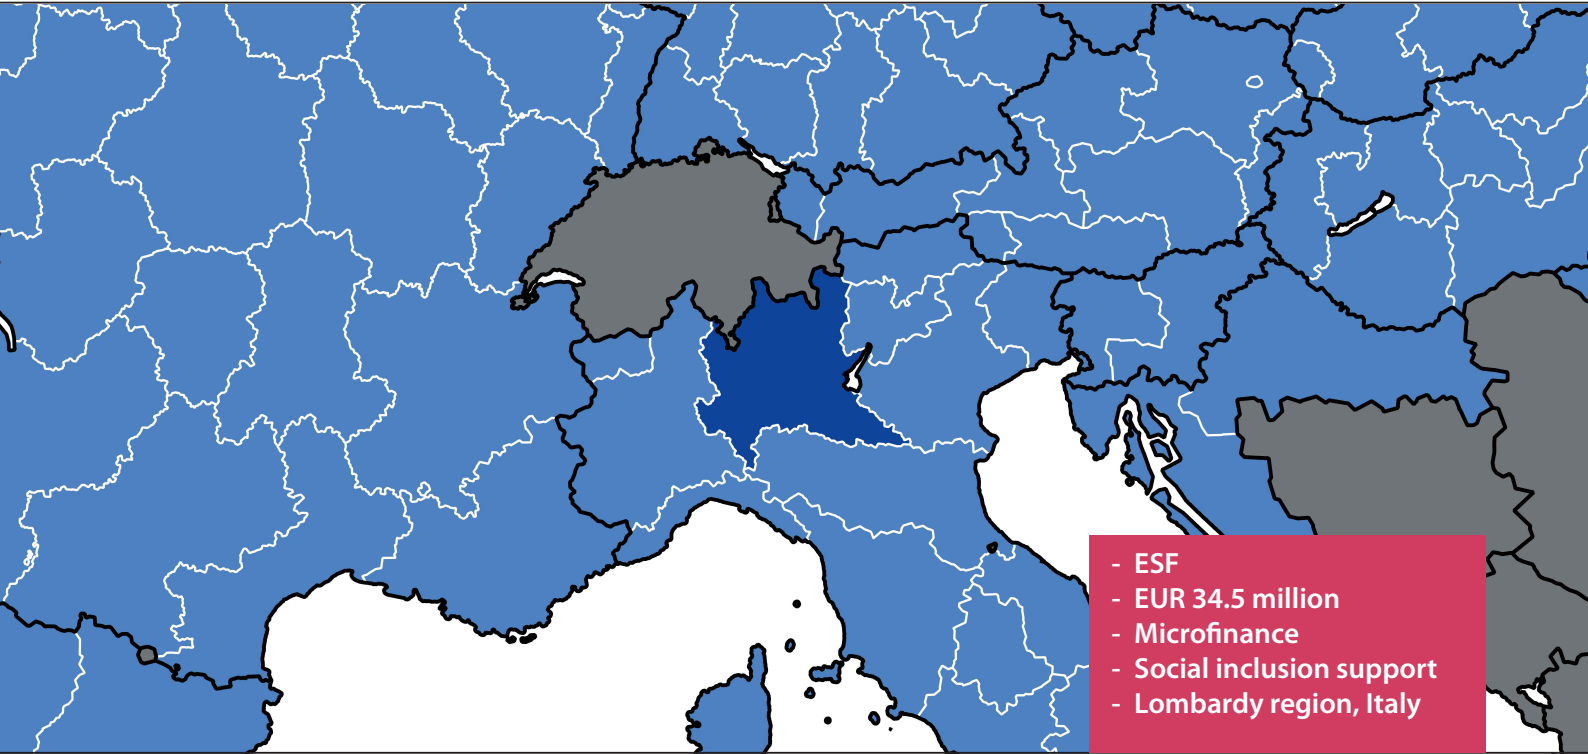 - ESF
- EUR 34.5 million
- Microfinance
- Social inclusion support
- Lombardy region, Italy